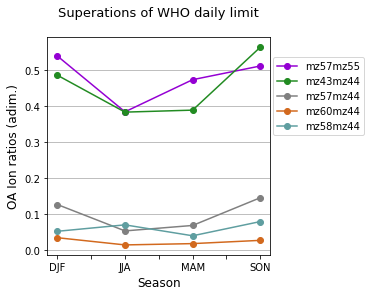 Superations of WHO daily limit
OA Ion ratios (adim.)
0.5
0.4
0.3
0.2
0.1
0.0
DJF
JJA
MAM
SON
Season
mz57mz55
mz43mz44
mz57mz44
mz60mz44
mz58mz44